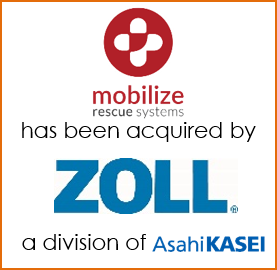 mobilize
rescue systems
has been acquired by
ZOLL®
a division of AsahiKASEI